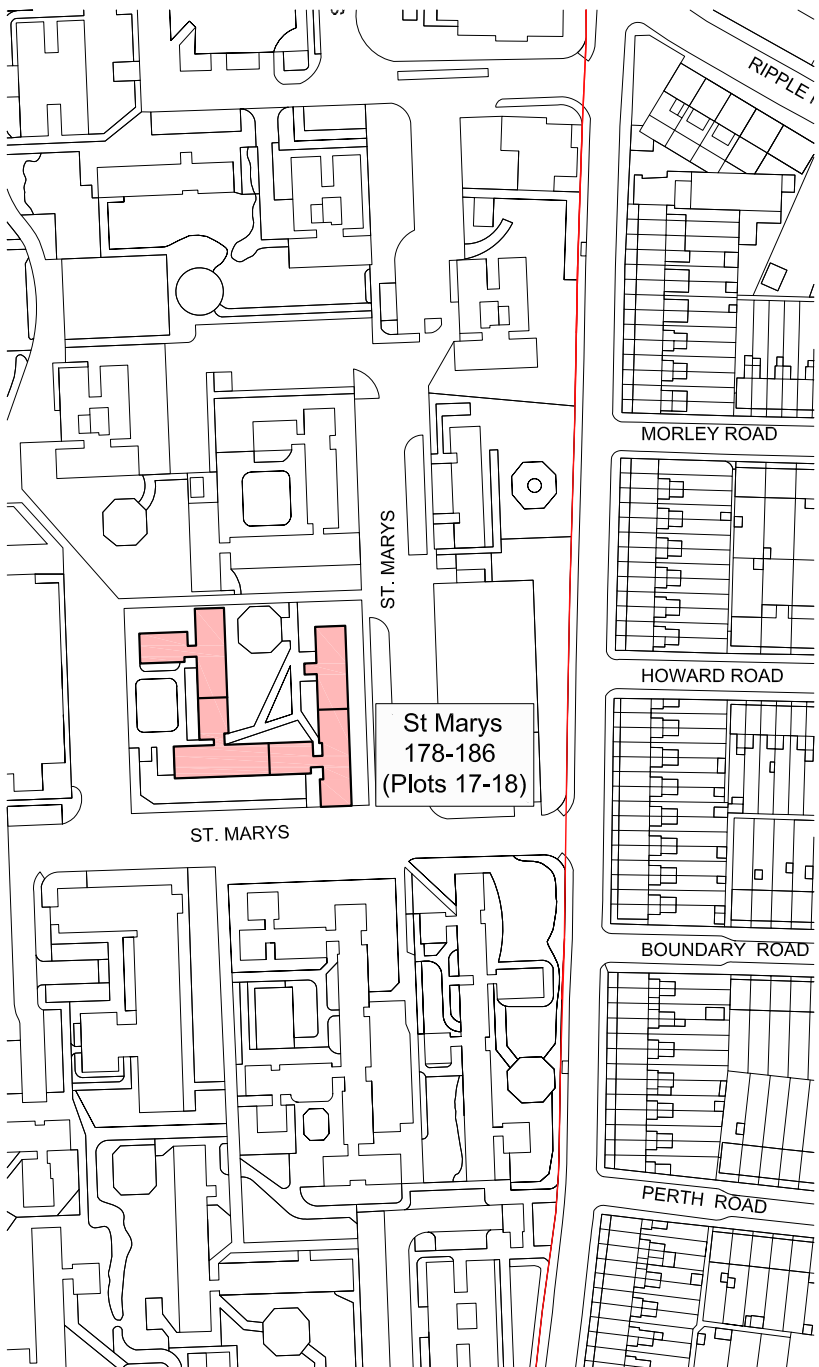 RIPPLE
MORLEY ROAD
ST. MARYS
HOWARD ROAD
St Marys
178-186
(Plots 17-18)
ST. MARYS
BOUNDARY ROAD
PERTH ROAD